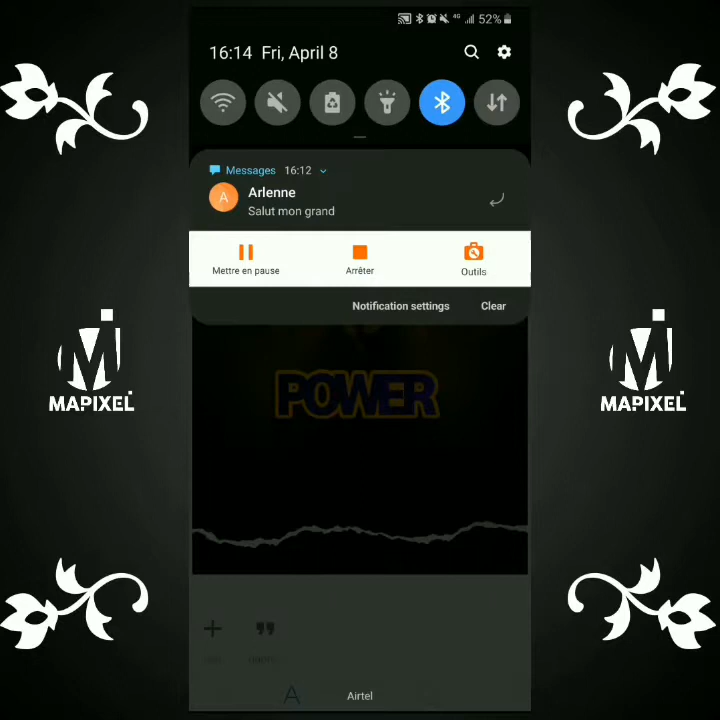 4G 52%
16:14 Fri, April 8
Messages 16:12
A
Arlenne
Salut mon grand
Mettre en pause Arrêter Outils
Notification settings Clear
POWER
M MAPIXEL
M MAPIXEL
A
Airtel